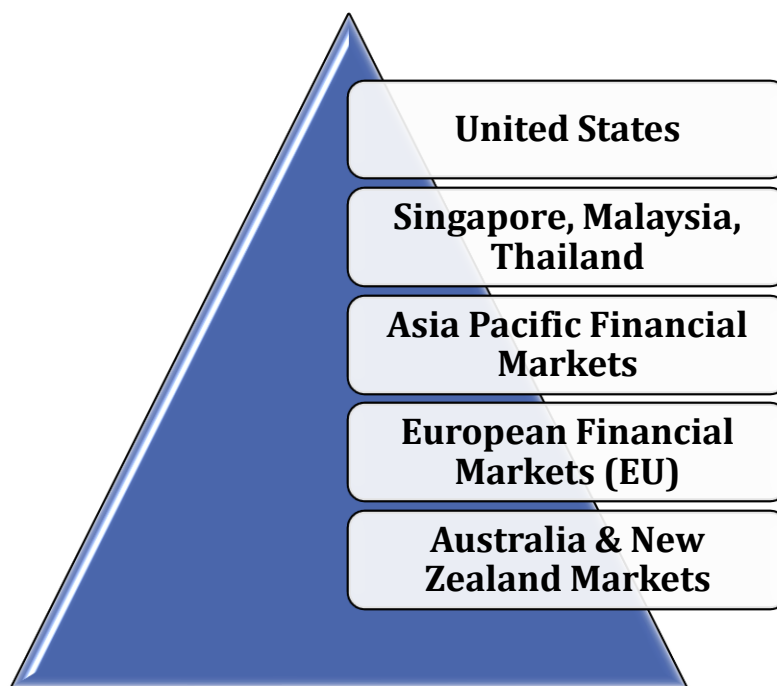 United States
Singapore, Malaysia,
Thailand
Asia Pacific Financial
Markets
European Financial
Markets (EU)
Australia & New
Zealand Markets